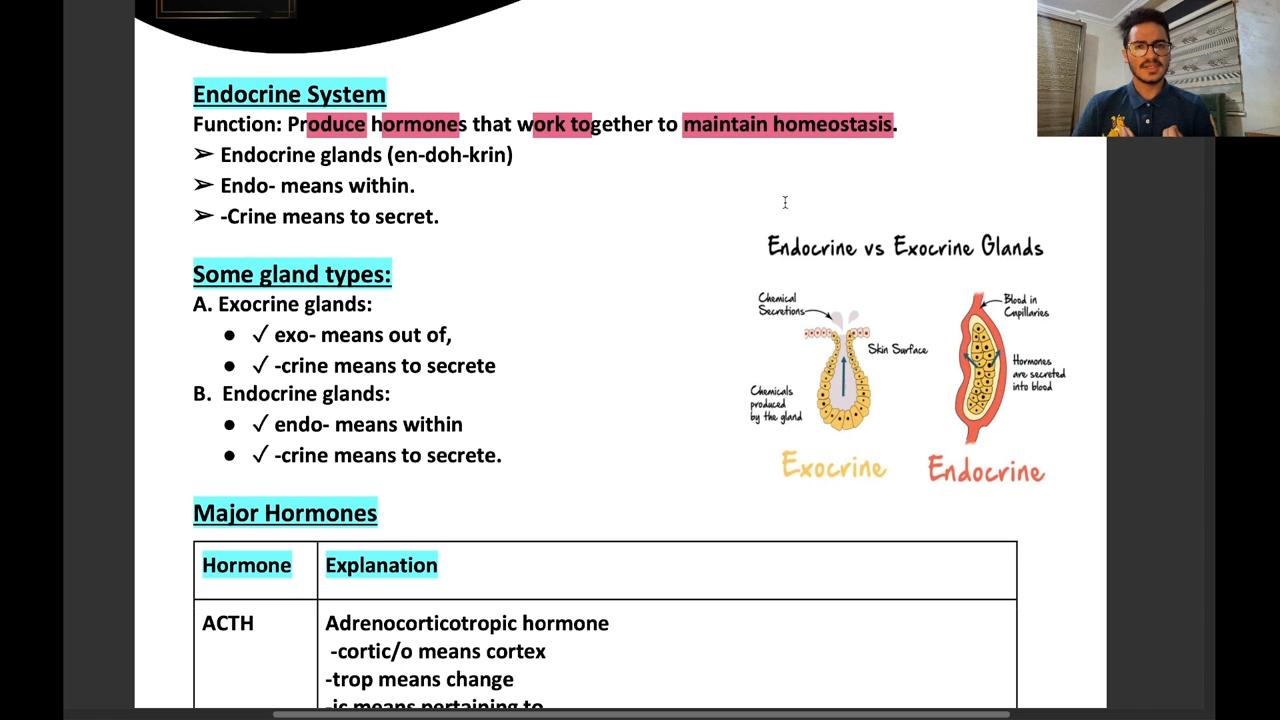 Endocrine System
Function: Produce hormones that work together to maintain homeostasis.
➢ Endocrine glands (en-doh-krin)
➢ Endo- means within.
➢ -Crine means to secret.
Some gland types:
A. Exocrine glands:
● ✓ exo- means out of,
● ✓ -crine means to secrete
B. Endocrine glands:
● ✓ endo- means within
● ✓ -crine means to secrete.
Endocrine vs Exocrine Glands
Chemical
Secretions
Skin Surface
Chemicals
produced
by the gland
Exocrine
Blood in
Capillaries
Hormones
are secreted
into blood
Endocrine
Major Hormones
Hormone
Explanation
ACTH
Adrenocorticotropic hormone
-cortic/o means cortex
-trop means change
-ic means pertaining to